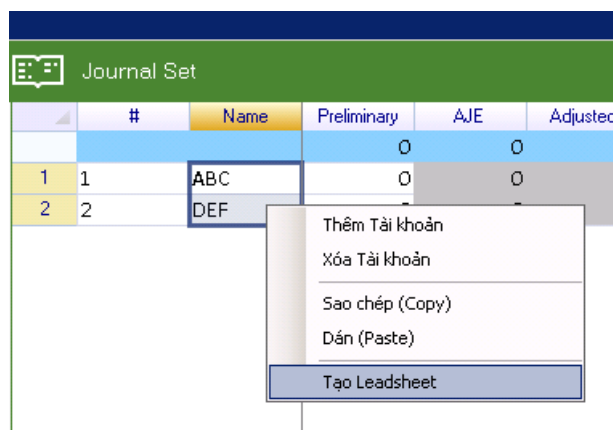 Journal Set
# Name Preliminary AJE Adjusted
0 0
1 1 ABC 0 0
2 2 DEF
Thêm Tài khoản
Xóa Tài khoản
Sao chép (Copy)
Dán (Paste)
Tạo Leadsheet